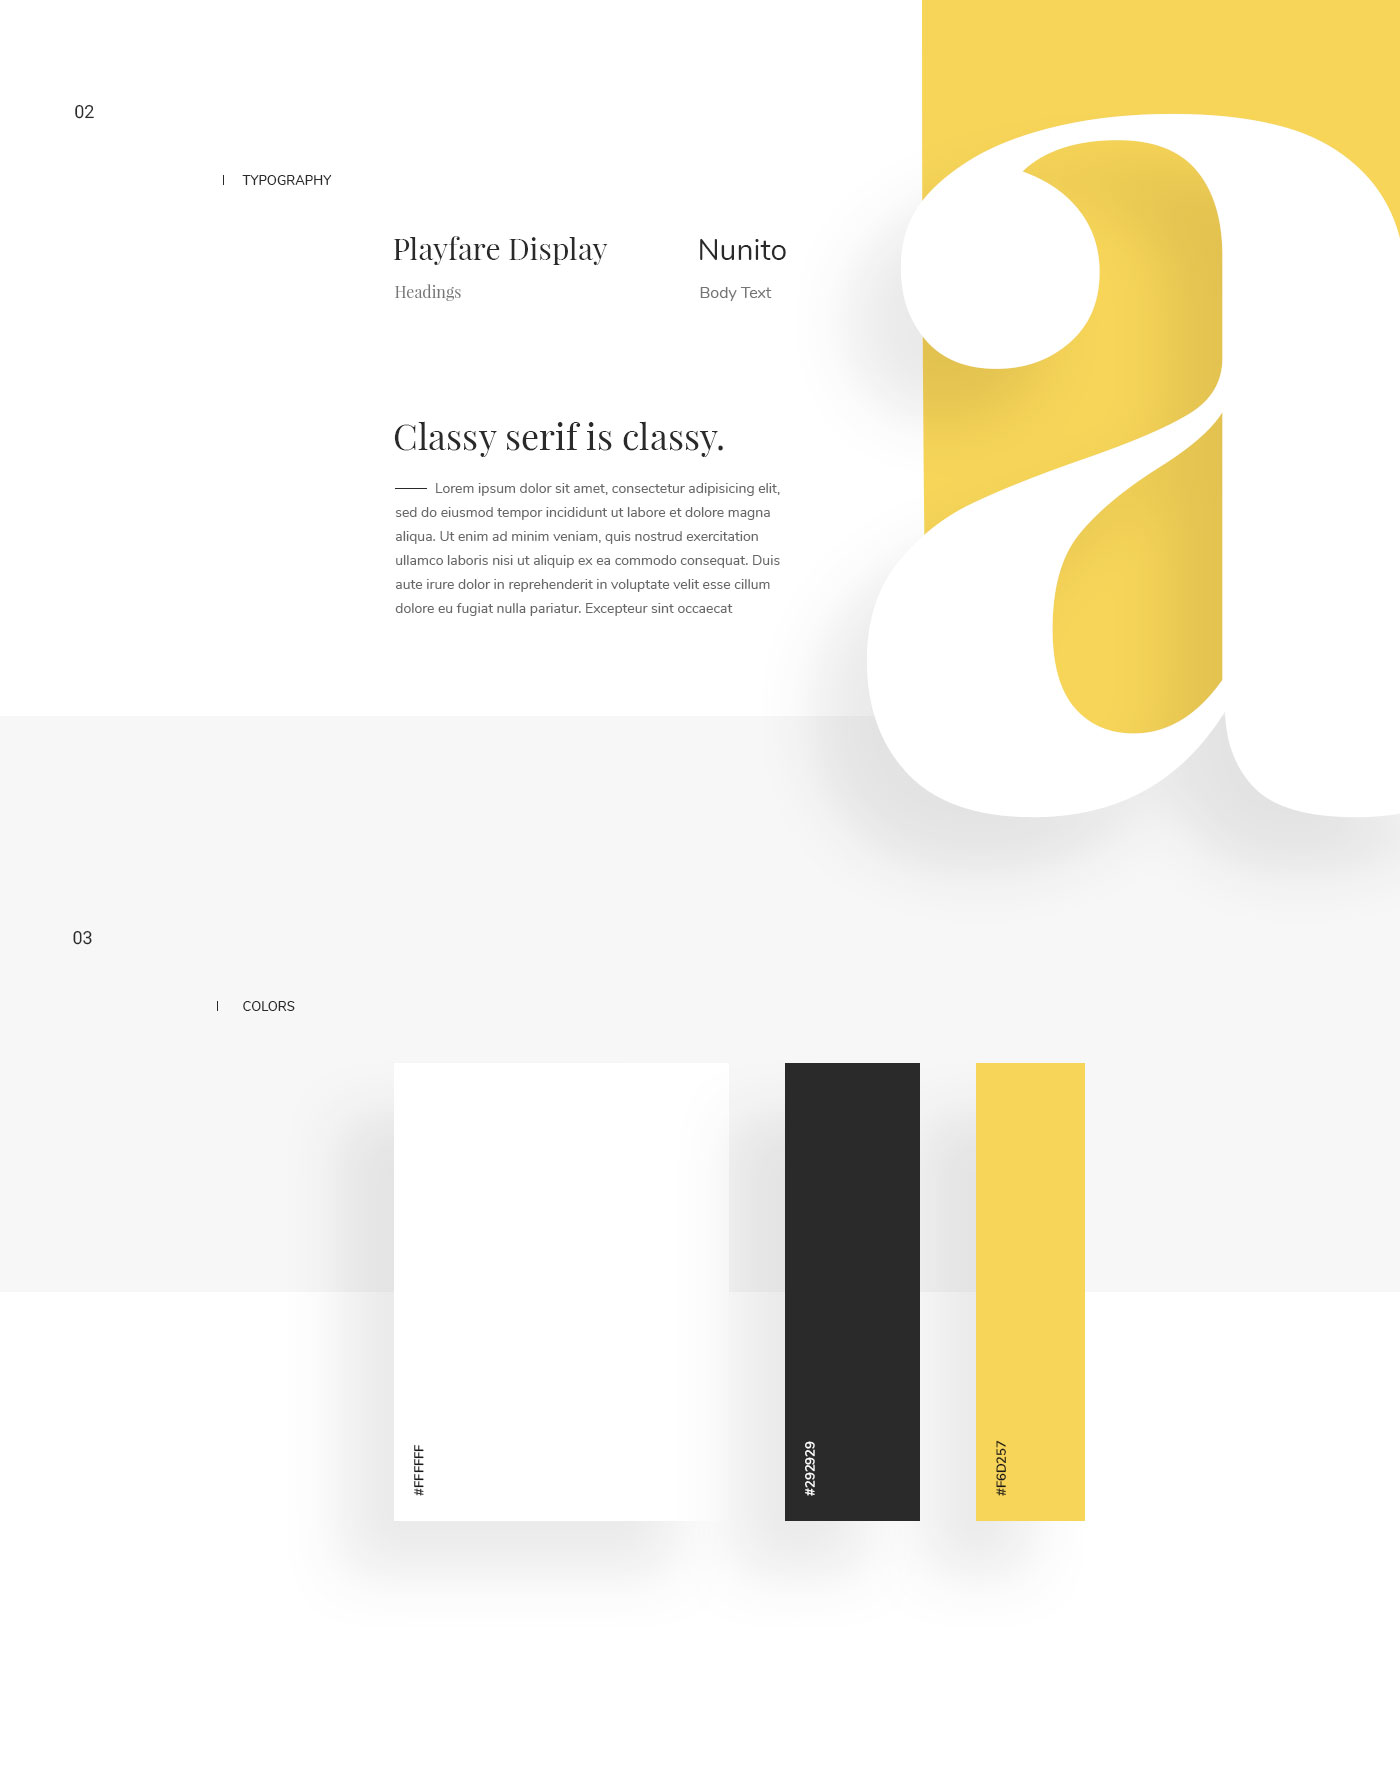 02
TYPOGRAPHY
Playfare Display
Nunito
Headings
Body Text
Classy serif is classy.
Lorem ipsum dolor sit amet, consectetur adipisicing elit,
sed do eiusmod tempor incididunt ut labore et dolore magna
aliqua. Ut enim ad minim veniam, quis nostrud exercitation
ullamco laboris nisi ut aliquip ex ea commodo consequat. Duis
aute irure dolor in reprehenderit in voluptate velit esse cillum
dolore eu fugiat nulla pariatur. Excepteur sint occaecat
a
03
COLORS
#FFFFFF
#292929
#F6D257